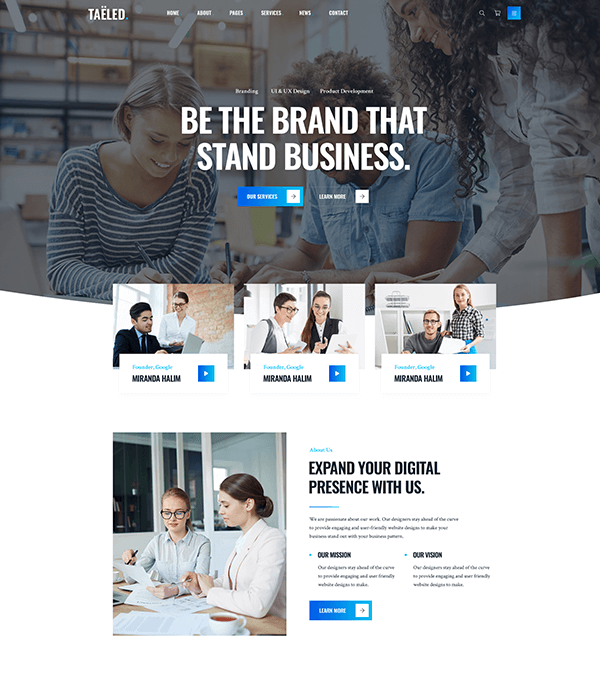 TAËLED.
HOME ABOUT PAGES SERVICES NEWS CONTACT
Branding UI & UX Design Product Development
BE THE BRAND THAT
STAND BUSINESS.
OUR SERVICES LEARN MORE
Founder, Google
MIRANDA HALIM
Founder, Google
MIRANDA HALIM
Founder, Google
MIRANDA HALIM
About Us
EXPAND YOUR DIGITAL
PRESENCE WITH US.
We are passionate about our work. Our designers stay ahead of the curve
to provide engaging and user-friendly website designs to make your
business stand out with your business pattern.
OUR MISSION
Our designers stay ahead of the curve
to provide engaging and user-friendly
website designs to make.
OUR VISION
Our designers stay ahead of the curve
to provide engaging and user-friendly
website designs to make.
LEARN MORE